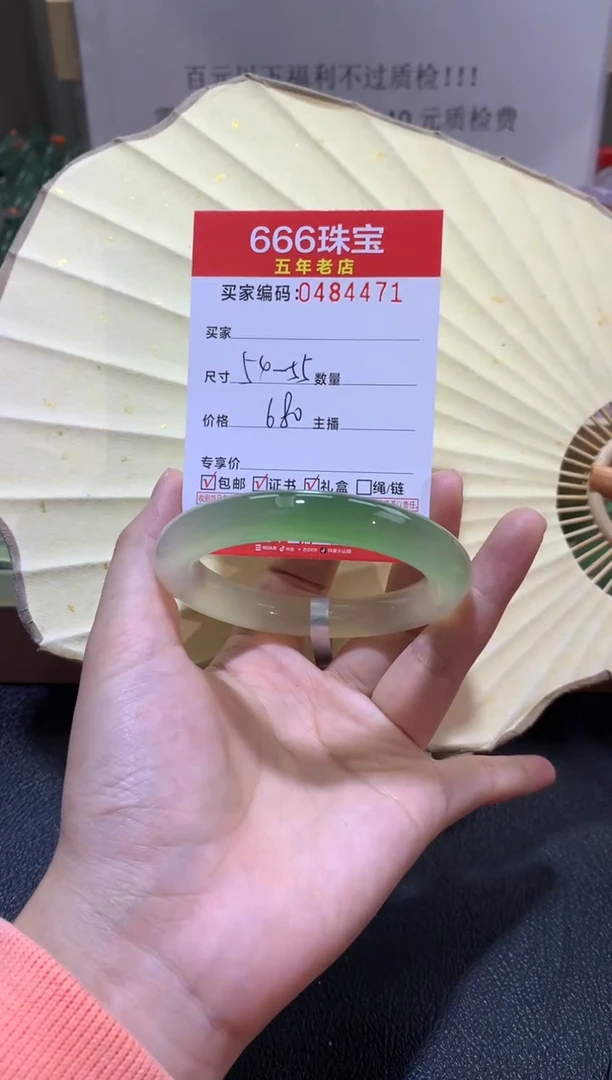 百元以下福利不过质检!!!
10元质检费
666珠宝
五年老店
买家编码:0484471
买家
尺寸 54-55 数量
价格 680 主播
专享价
☑包邮 ☑证书 ☑礼盒 □绳/链